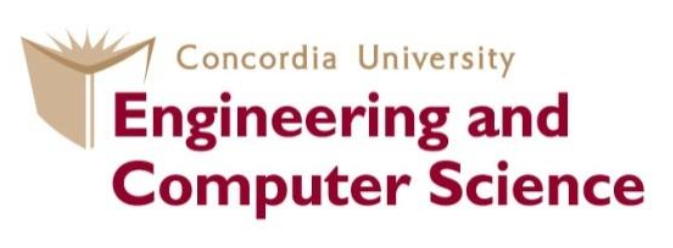 Concordia University
Engineering and
Computer Science